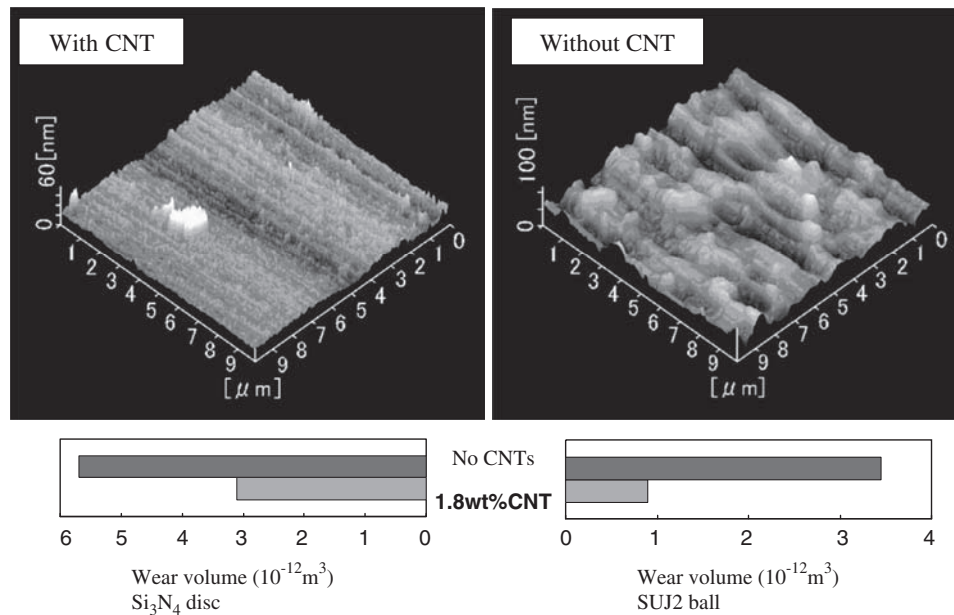 With CNT
Without CNT
60[nm]
0
1 2 3 4 5 6 7 8 9
9 8 7 6 5 4 3 2 1 0
[μm]
100 [nm]
0
1 2 3 4 5 6 7 8 9
9 8 7 6 5 4 3 2 1 0
[μm]
No CNTs
1.8wt%CNT
6 5 4 3 2 1 0
0 1 2 3 4
Wear volume (10⁻¹²m³)
Si₃N₄ disc
Wear volume (10⁻¹²m³)
SUJ2 ball